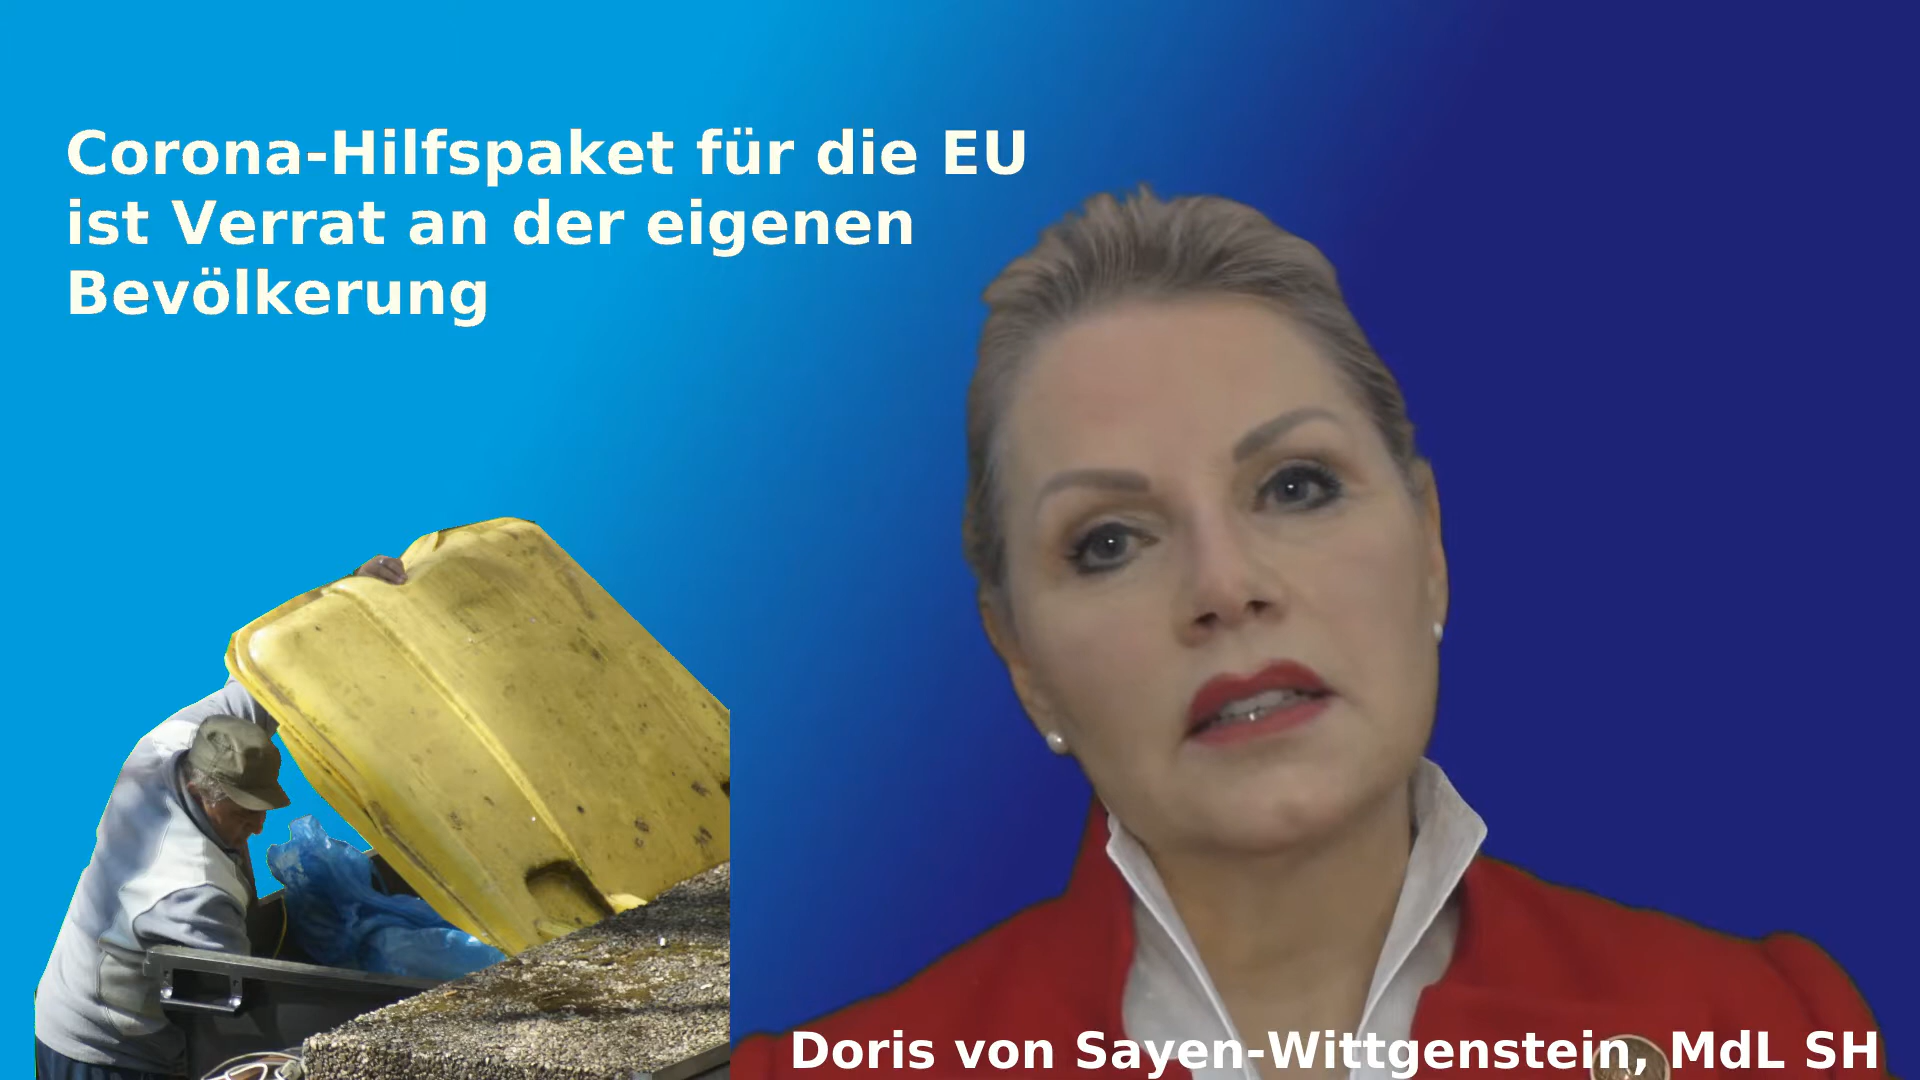 Corona-Hilfspaket für die EU
ist Verrat an der eigenen
Bevölkerung
Doris von Sayen-Wittgenstein, MdL SH